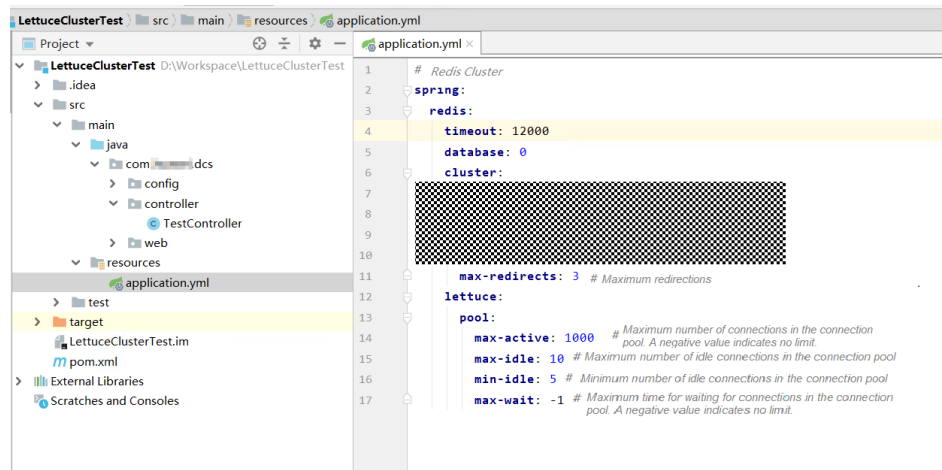 LettuceClusterTest src main resources application.yml
Project
application.yml
LettuceClusterTest D:\Workspace\LettuceClusterTest
.idea
src
main
java
com. dcs
config
controller
TestController
web
resources
application.yml
test
target
LettuceClusterTest.im
pom.xml
External Libraries
Scratches and Consoles
1 # Redis Cluster
2 spring:
3 redis:
4 timeout: 12000
5 database: 0
6 cluster:
7
8
9
10
11 max-redirects: 3 # Maximum redirections
12 lettuce:
13 pool:
14 max-active: 1000 # Maximum number of connections in the connection
pool. A negative value indicates no limit.
15 max-idle: 10 # Maximum number of idle connections in the connection pool
16 min-idle: 5 # Minimum number of idle connections in the connection pool
17 max-wait: -1 # Maximum time for waiting for connections in the connection
pool. A negative value indicates no limit.